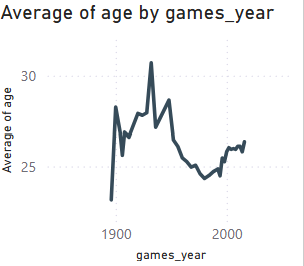 Average of age by games_year
30
25
Average of age
1900
2000
games_year